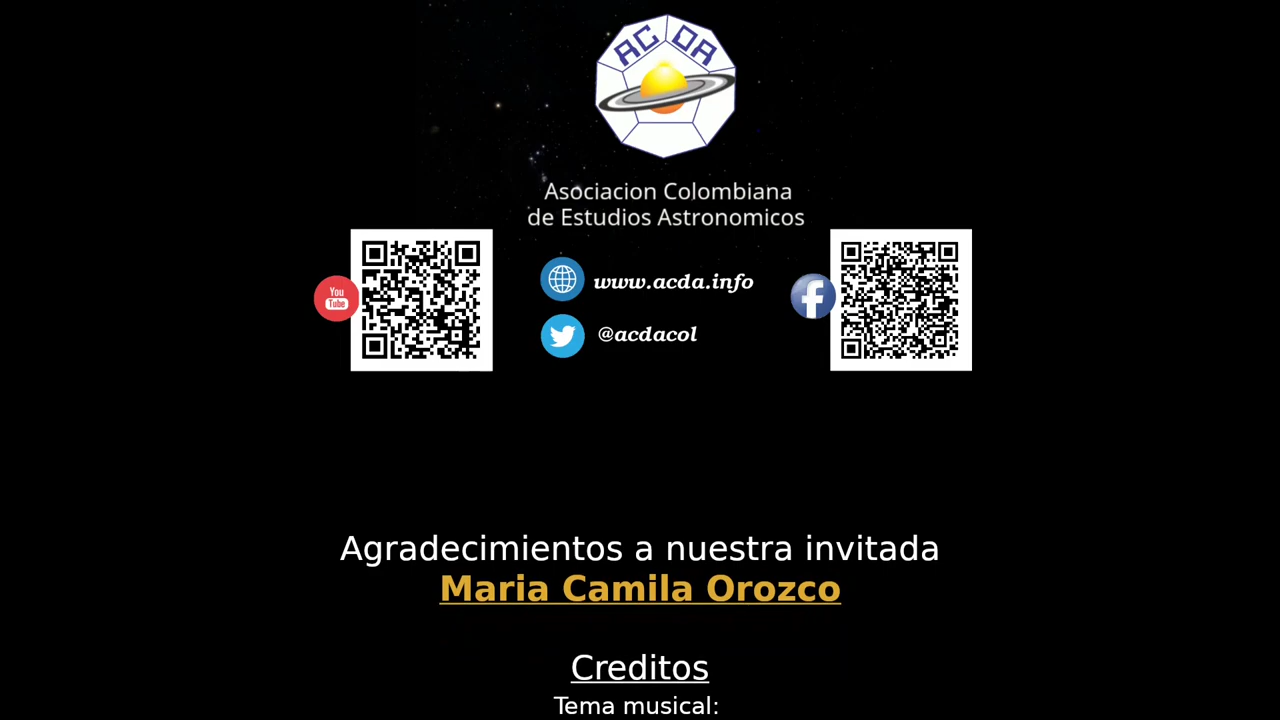 AC DA
Asociacion Colombiana
de Estudios Astronomicos
You
Tube
www.acda.info
f
@acdacol
Agradecimientos a nuestra invitada
Maria Camila Orozco
Creditos
Tema musical: